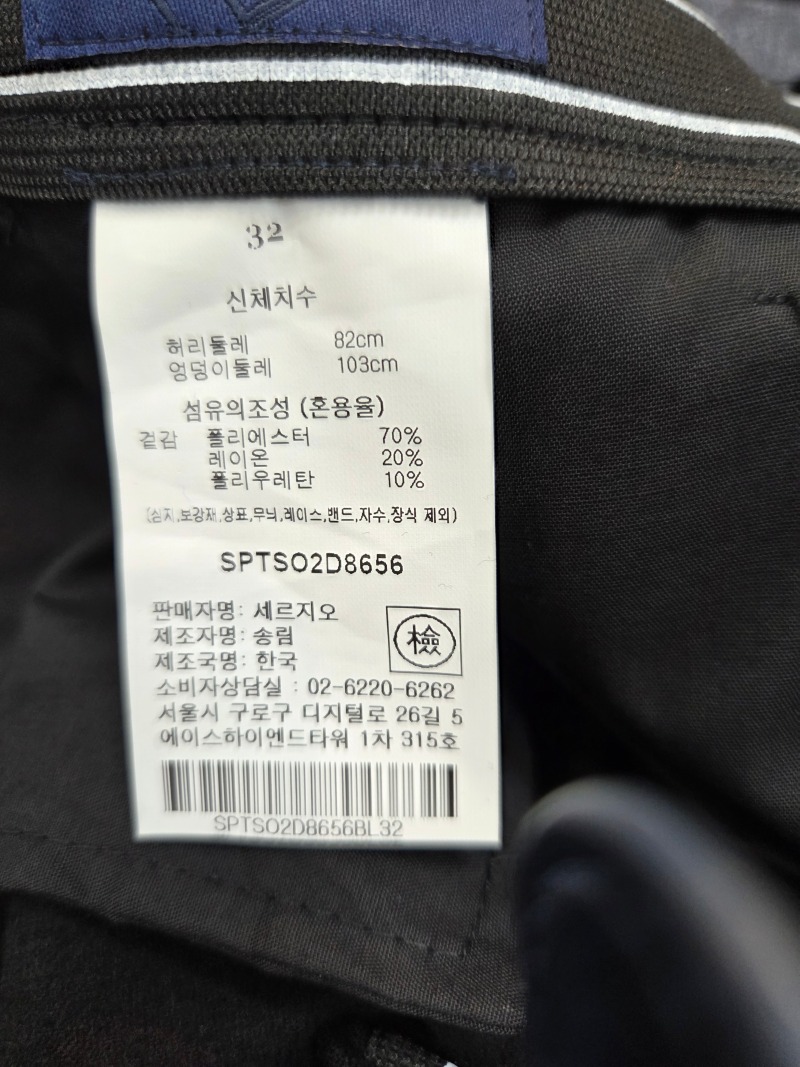 32
신체치수
허리둘레 82cm
엉덩이둘레 103cm
섬유의조성 (혼용율)
겉감 폴리에스터 70%
레이온 20%
폴리우레탄 10%
(심지,보강재,상표,무늬,레이스,밴드,자수,장식 제외)
SPTSO2D8656
판매자명: 세르지오
제조자명: 송림
제조국명: 한국
檢
소비자상담실 : 02-6220-6262
서울시 구로구 디지털로 26길 5
에이스하이엔드타워 1차 315호
SPTSO2D8656BL32